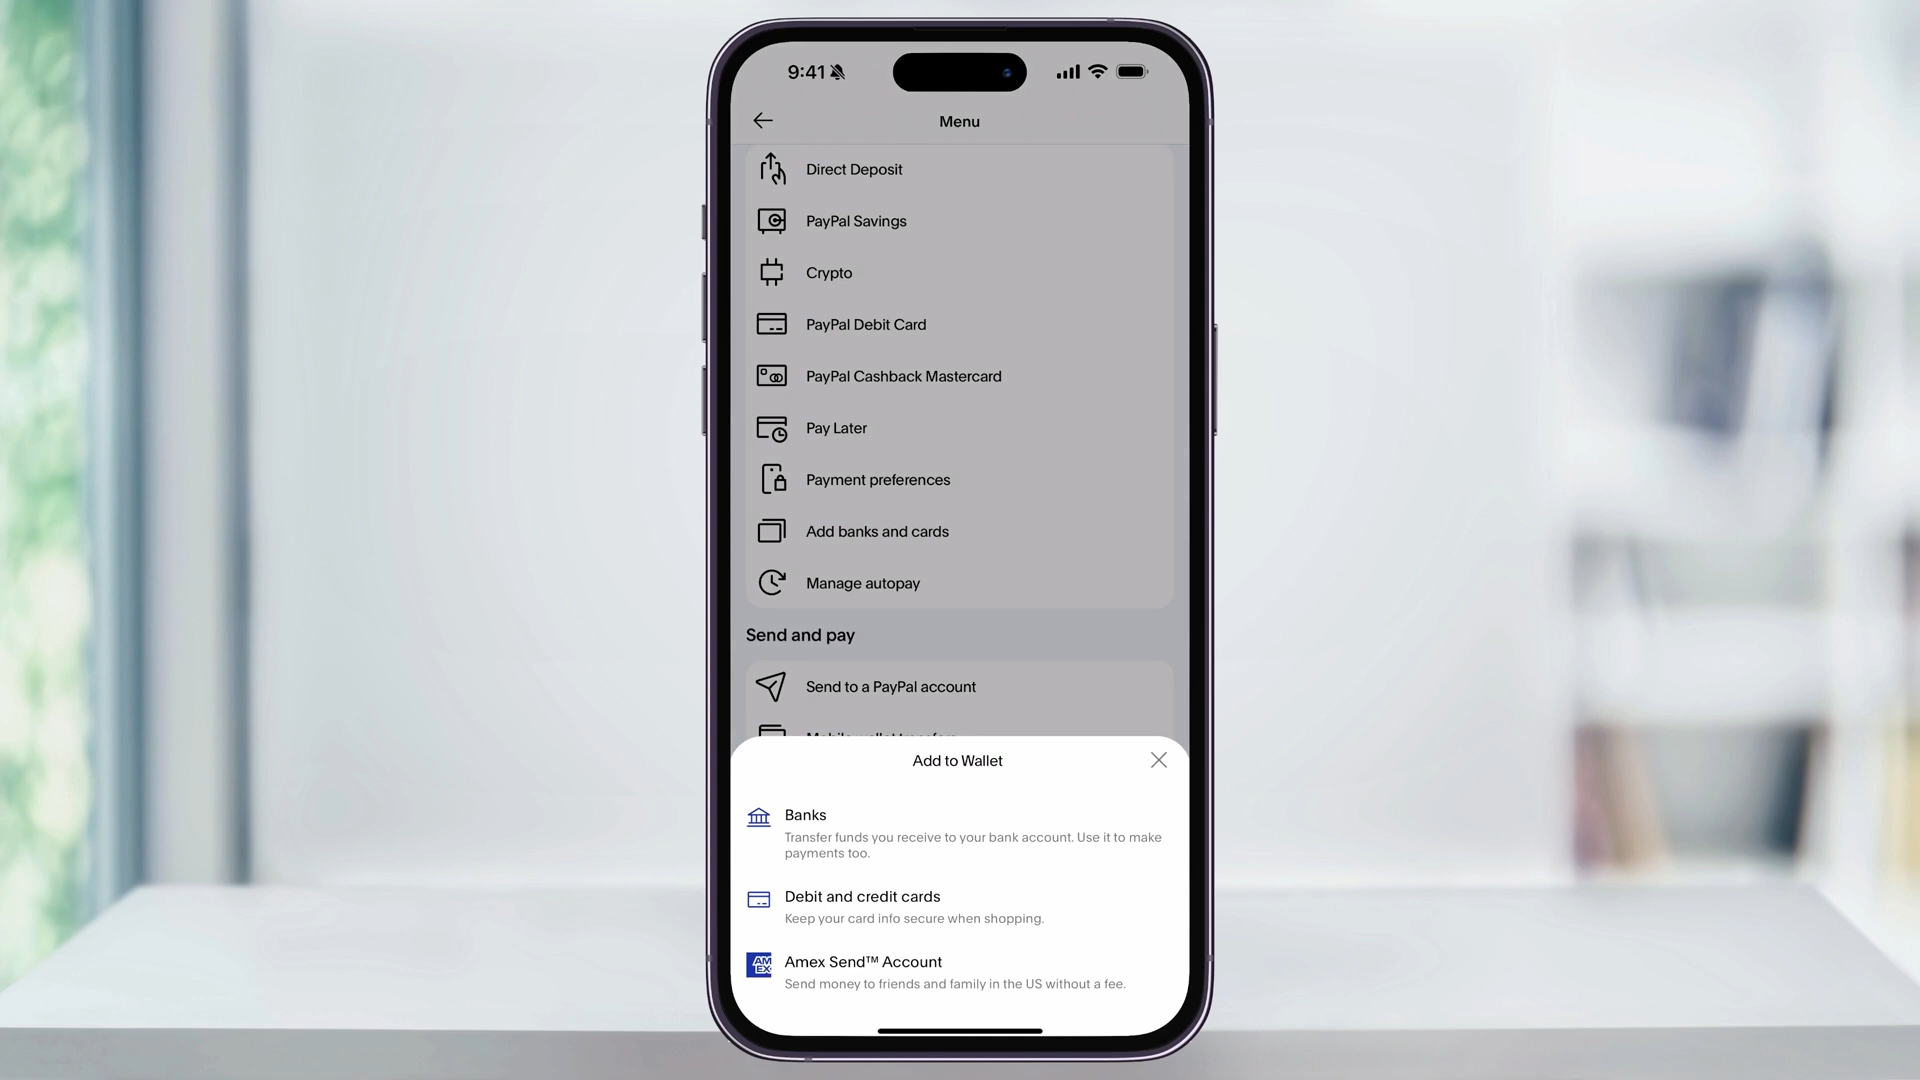 9:41
Menu
Direct Deposit
PayPal Savings
Crypto
PayPal Debit Card
PayPal Cashback Mastercard
Pay Later
Payment preferences
Add banks and cards
Manage autopay
Send and pay
Send to a PayPal account
Mobile wallet transfers
Add to Wallet
Banks
Transfer funds you receive to your bank account. Use it to make
payments too.
Debit and credit cards
Keep your card info secure when shopping.
AM
EX
Amex Send™ Account
Send money to friends and family in the US without a fee.